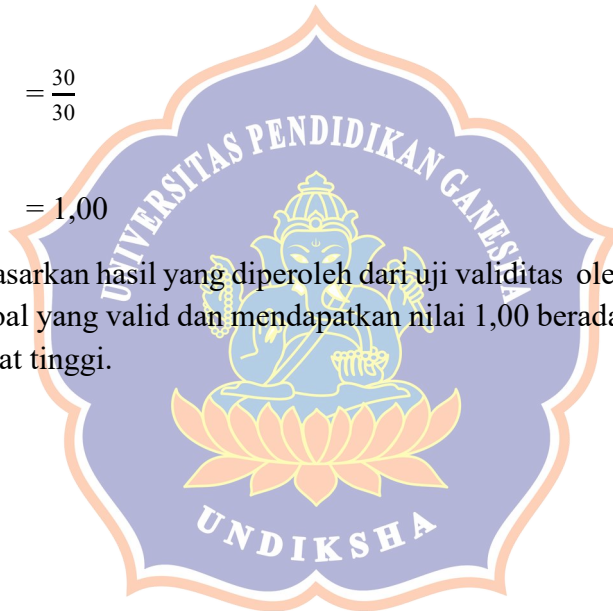 = 30/30
UNIVERSITAS PENDIDIKAN GANESHA
= 1,00
asarkan hasil yang diperoleh dari uji validitas ole
oal yang valid dan mendapatkan nilai 1,00 berada
at tinggi.
UNDIKSHA